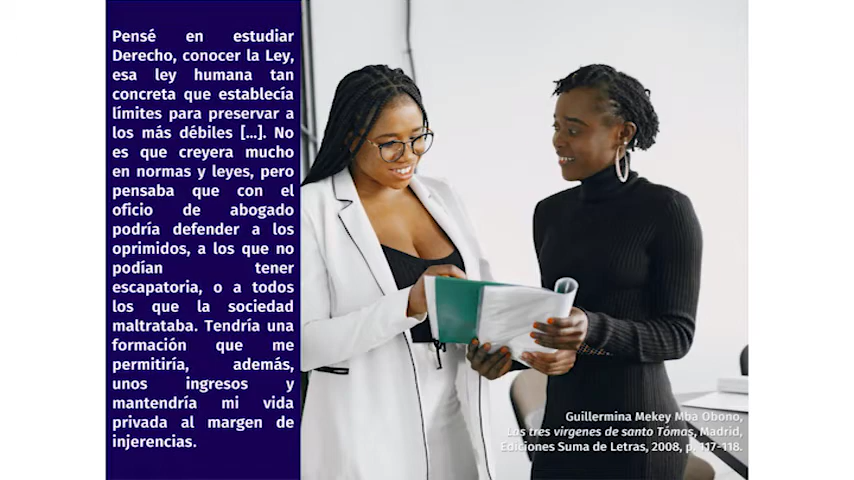 Pensé en estudiar
Derecho, conocer la Ley,
esa ley humana tan
concreta que establecía
límites para preservar a
los más débiles [...]. No
es que creyera mucho
en normas y leyes, pero
pensaba que con el
oficio de abogado
podría defender a los
oprimidos, a los que no
podían tener
escapatoria, o a todos
los que la sociedad
maltrataba. Tendría una
formación que me
permitiría, además,
unos ingresos y
mantendría mi vida
privada al margen de
injerencias.
Guillermina Mekey Mba Obono,
Las tres vírgenes de santo Tómas, Madrid,
Ediciones Suma de Letras, 2008, p. 117-118.